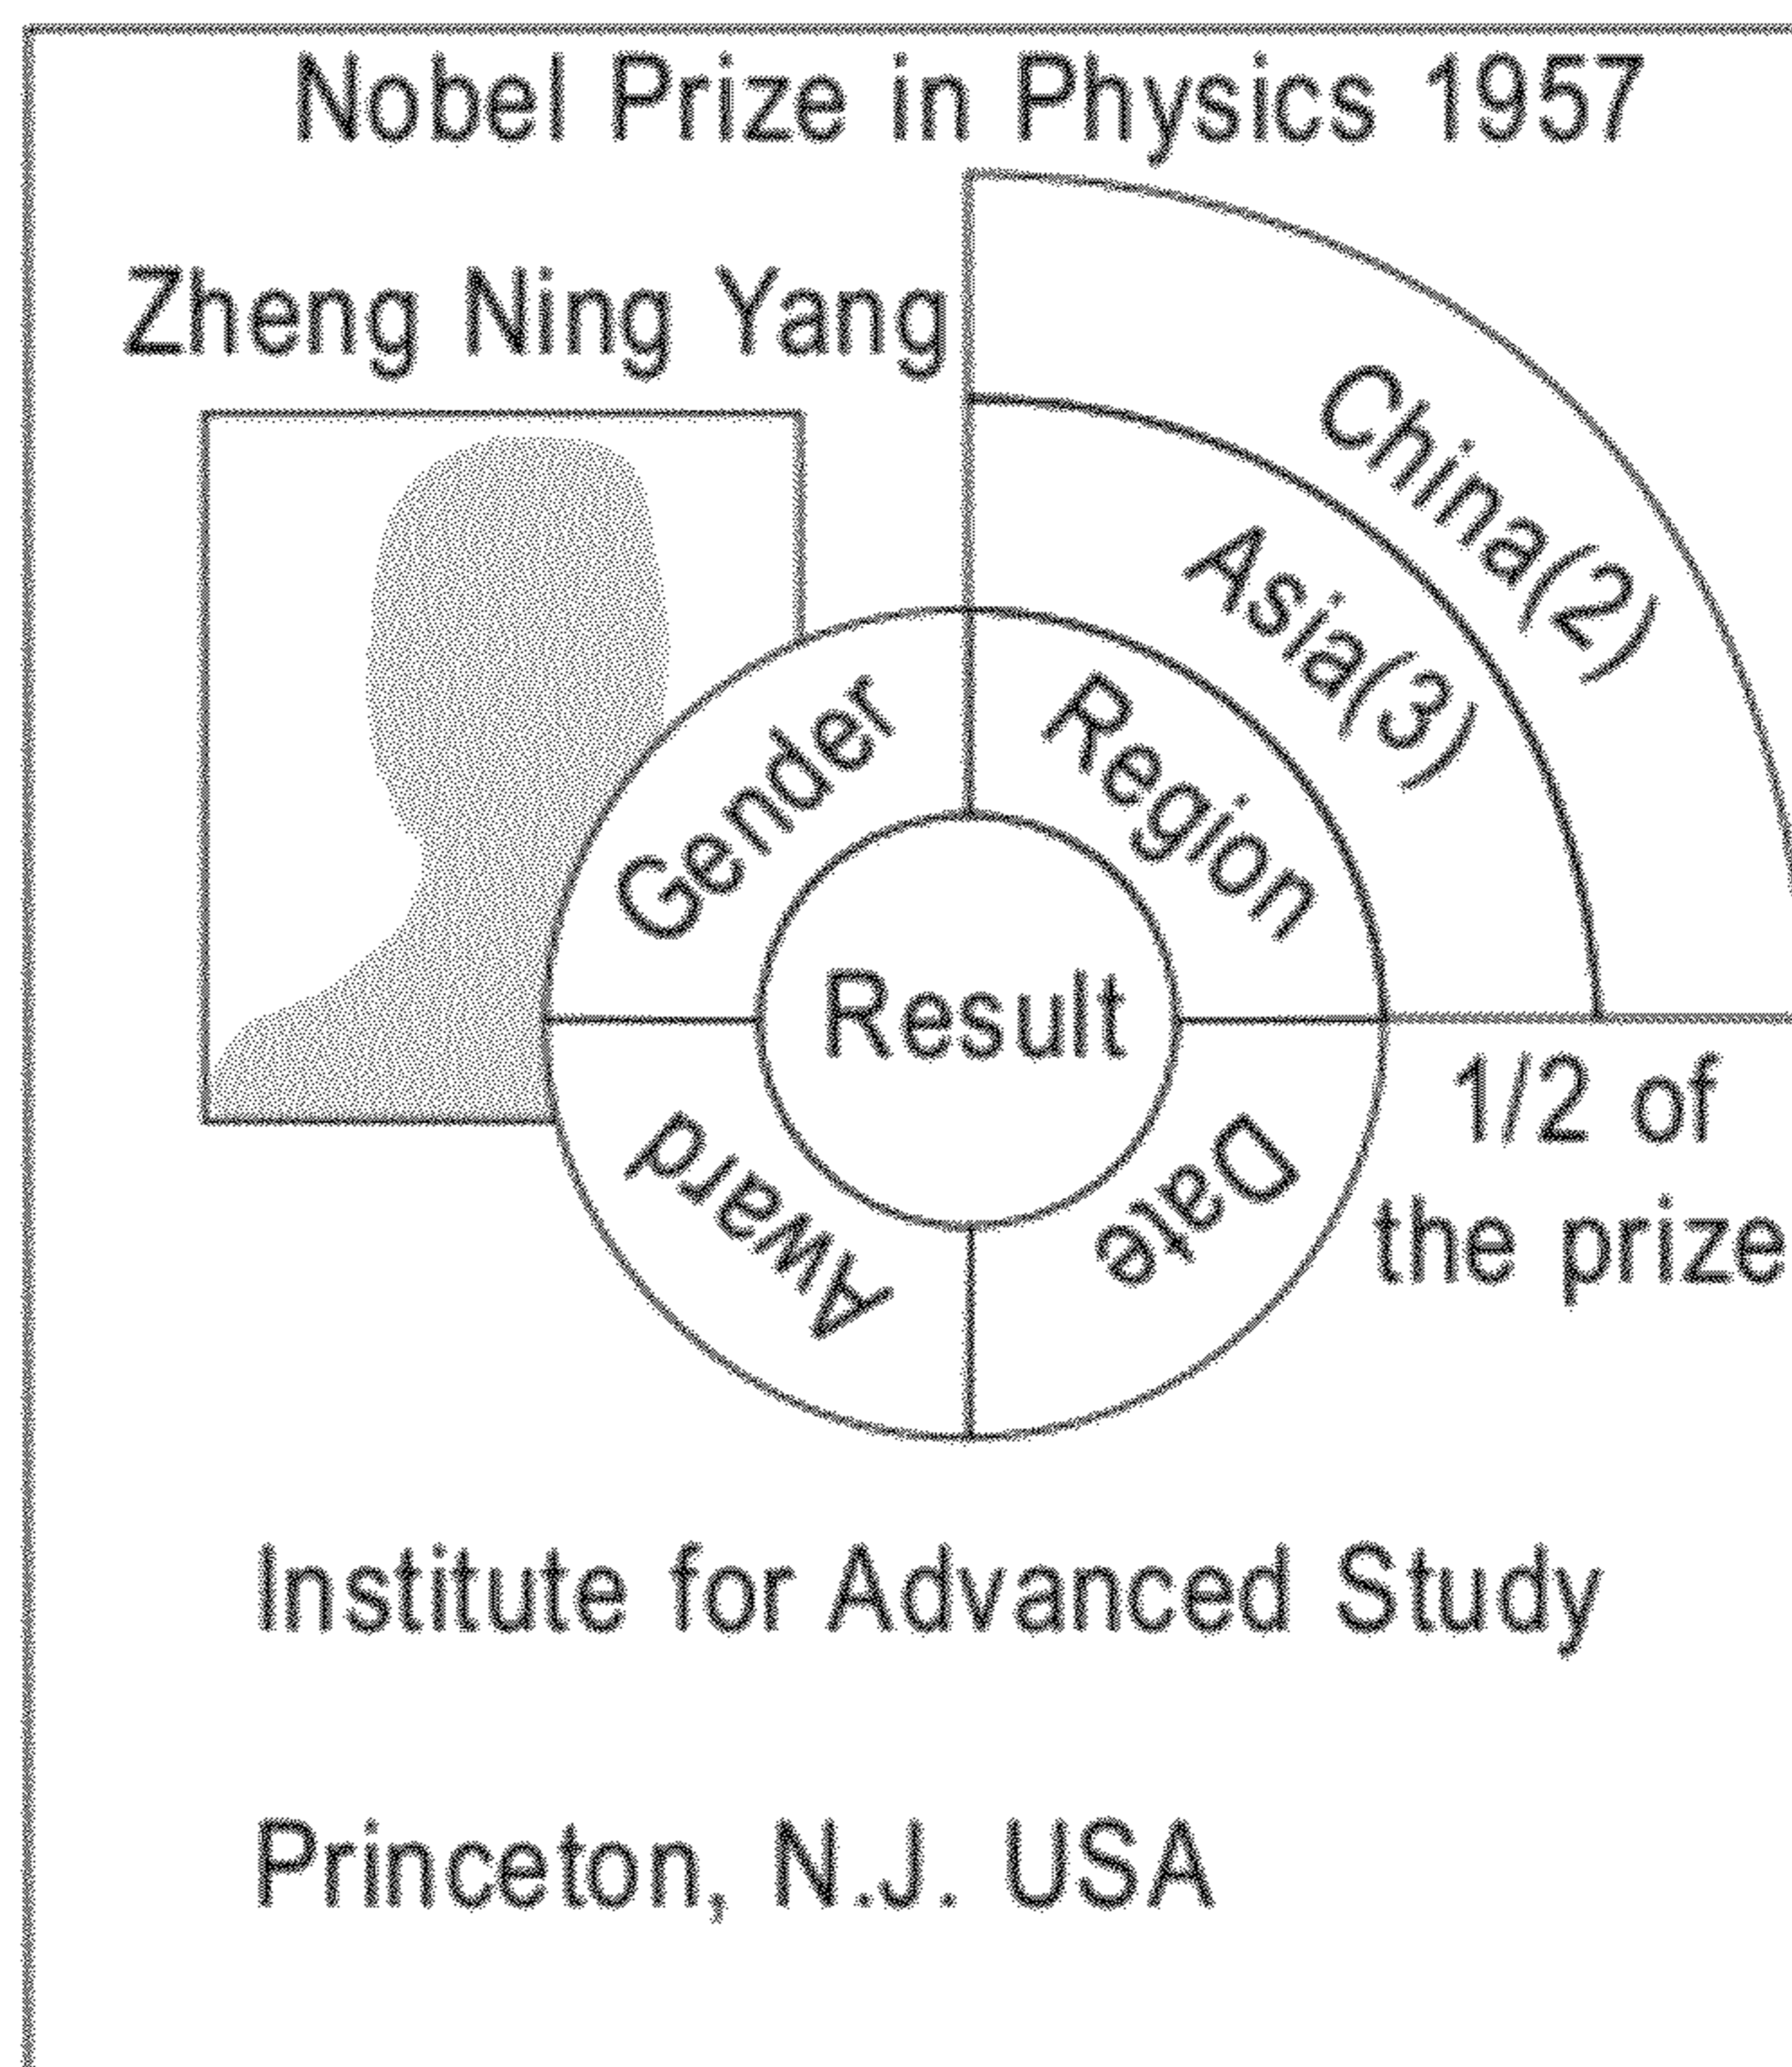 Nobel Prize in Physics 1957
Zheng Ning Yang
China(2)
Asia(3)
Gender
Region
Result
Award
Date
1/2 of
the prize
Institute for Advanced Study
Princeton, N.J. USA